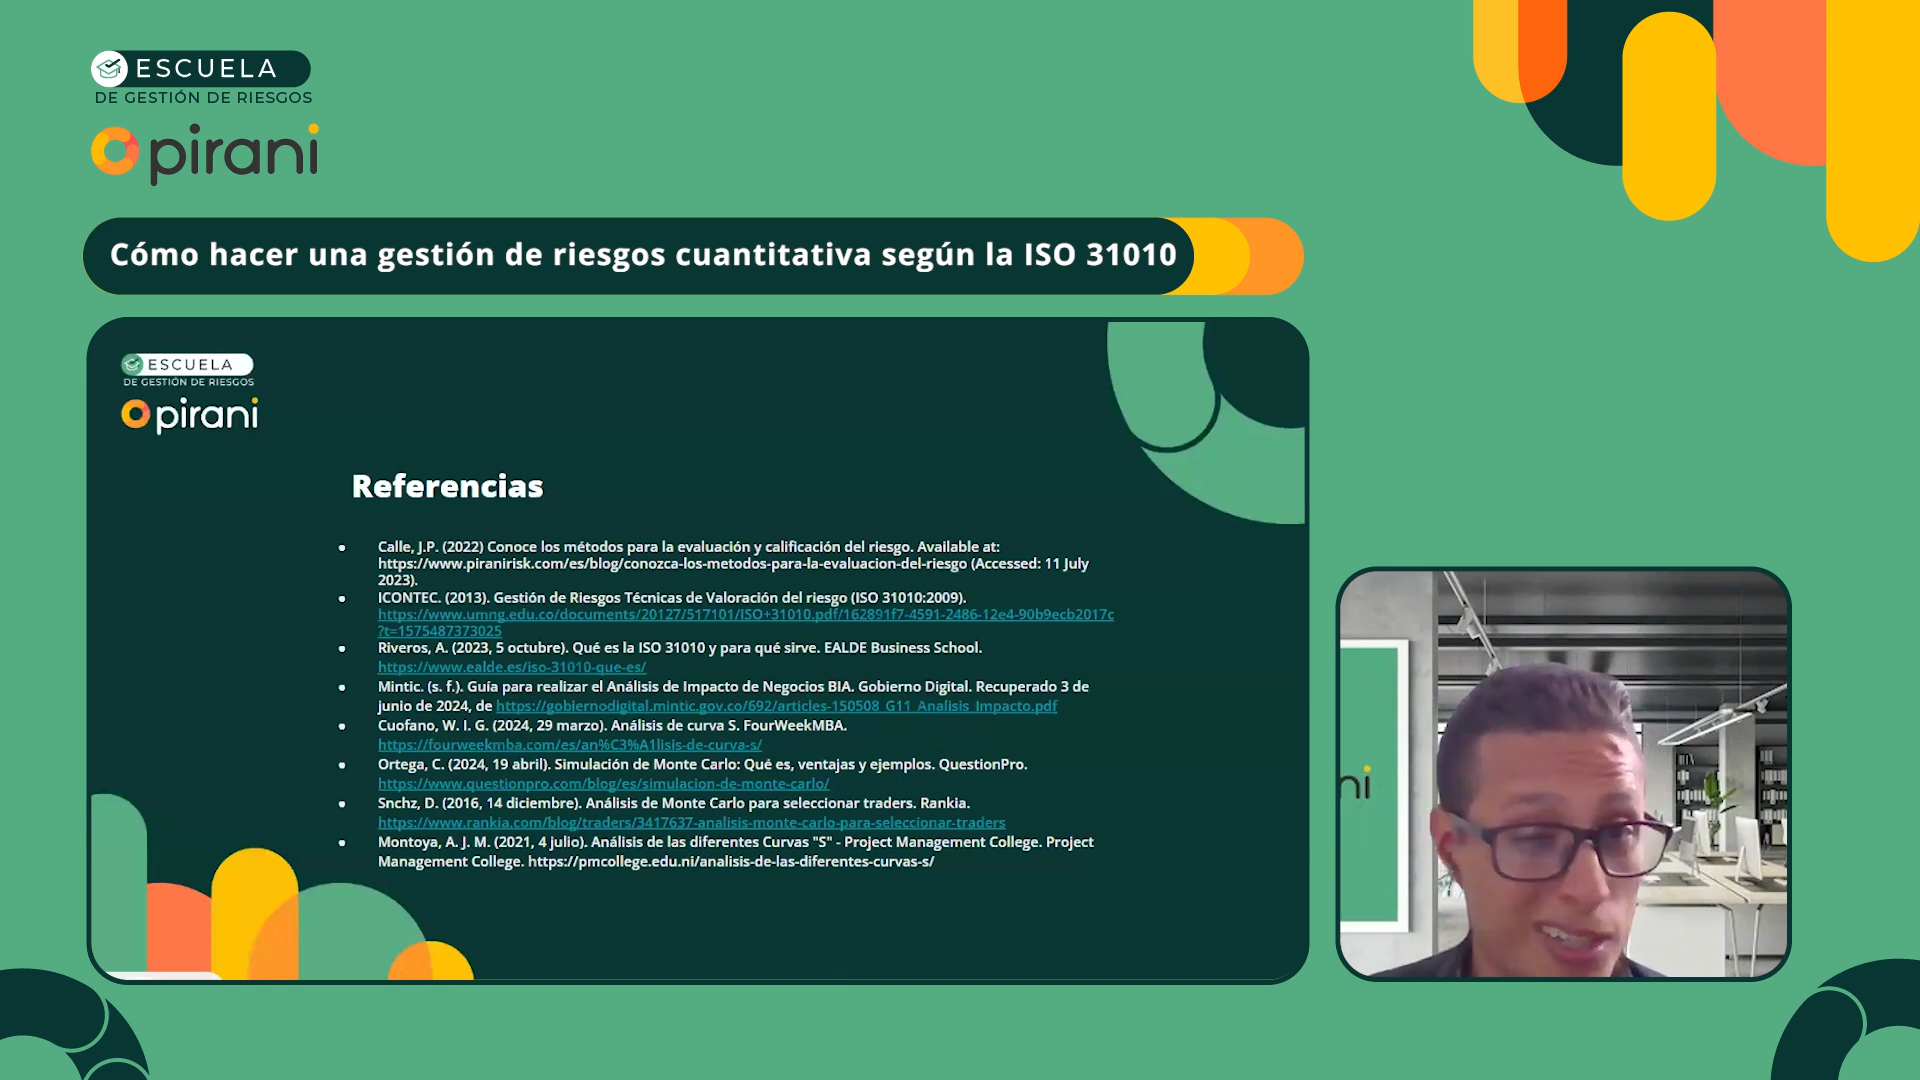 ESCUELA
DE GESTIÓN DE RIESGOS
pirani
Cómo hacer una gestión de riesgos cuantitativa según la ISO 31010
ESCUELA
DE GESTIÓN DE RIESGOS
pirani
Referencias
• Calle, J.P. (2022) Conoce los métodos para la evaluación y calificación del riesgo. Available at:
https://www.piranirisk.com/es/blog/conozca-los-metodos-para-la-evaluacion-del-riesgo (Accessed: 11 July
2023).
• ICONTEC. (2013). Gestión de Riesgos Técnicas de Valoración del riesgo (ISO 31010:2009).
https://www.umng.edu.co/documents/20127/517101/ISO+31010.pdf/162891f7-4591-2486-12e4-90b9ecb2017c
?t=1575487373025
• Riveros, A. (2023, 5 octubre). Qué es la ISO 31010 y para qué sirve. EALDE Business School.
https://www.ealde.es/iso-31010-que-es/
• Mintic. (s. f.). Guía para realizar el Análisis de Impacto de Negocios BIA. Gobierno Digital. Recuperado 3 de
junio de 2024, de https://gobiernodigital.mintic.gov.co/692/articles-150508_G11_Analisis_Impacto.pdf
• Cuofano, W. I. G. (2024, 29 marzo). Análisis de curva S. FourWeekMBA.
https://fourweekmba.com/es/an%C3%A1lisis-de-curva-s/
• Ortega, C. (2024, 19 abril). Simulación de Monte Carlo: Qué es, ventajas y ejemplos. QuestionPro.
https://www.questionpro.com/blog/es/simulacion-de-monte-carlo/
• Snchz, D. (2016, 14 diciembre). Análisis de Monte Carlo para seleccionar traders. Rankia.
https://www.rankia.com/blog/traders/3417637-analisis-monte-carlo-para-seleccionar-traders
• Montoya, A. J. M. (2021, 4 julio). Análisis de las diferentes Curvas "S" - Project Management College. Project
Management College. https://pmcollege.edu.ni/analisis-de-las-diferentes-curvas-s/
ni